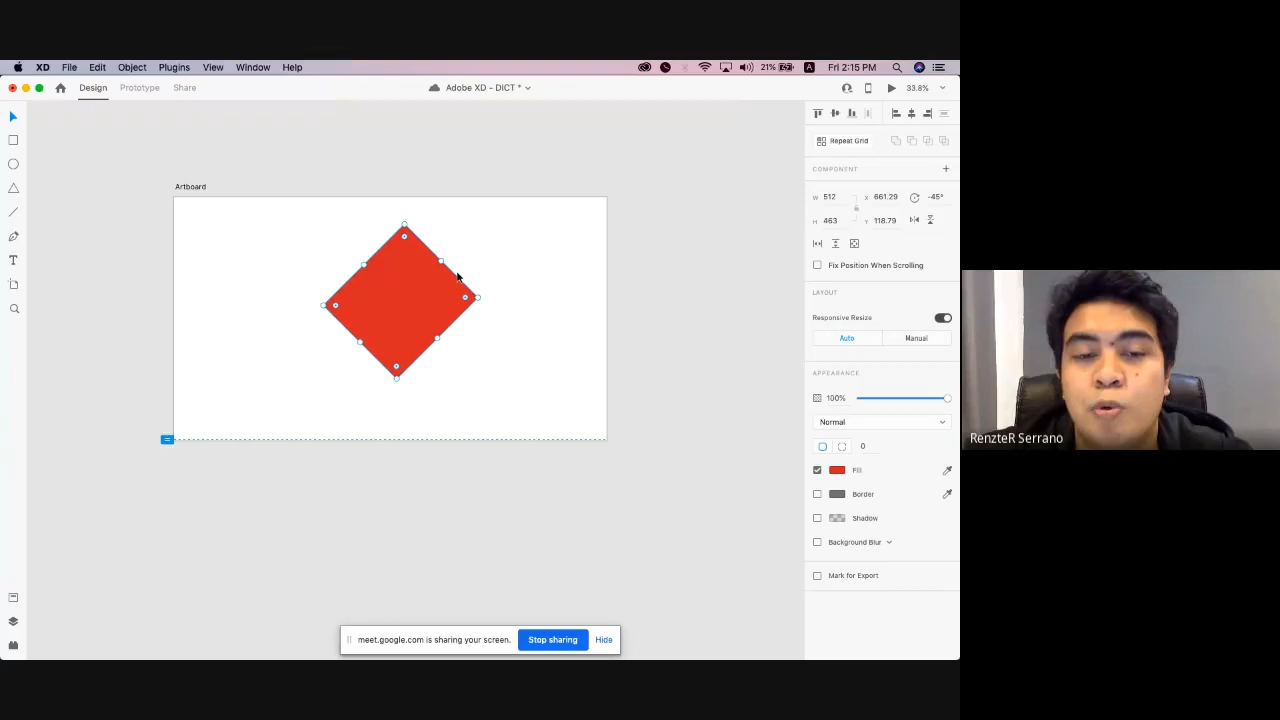 XD File Edit Object Plugins View Window Help 21% A Fri 2:15 PM
Design Prototype Share Adobe XD - DICT * 33.8%
Repeat Grid
COMPONENT +
W 512 X 661.29 -45°
H 463 Y 118.79
Fix Position When Scrolling
LAYOUT
Responsive Resize
Auto Manual
APPEARANCE
100%
Normal
0
Fill
Border
Shadow
Background Blur
Mark for Export
T
Artboard
meet.google.com is sharing your screen. Stop sharing Hide
RenzteR Serrano